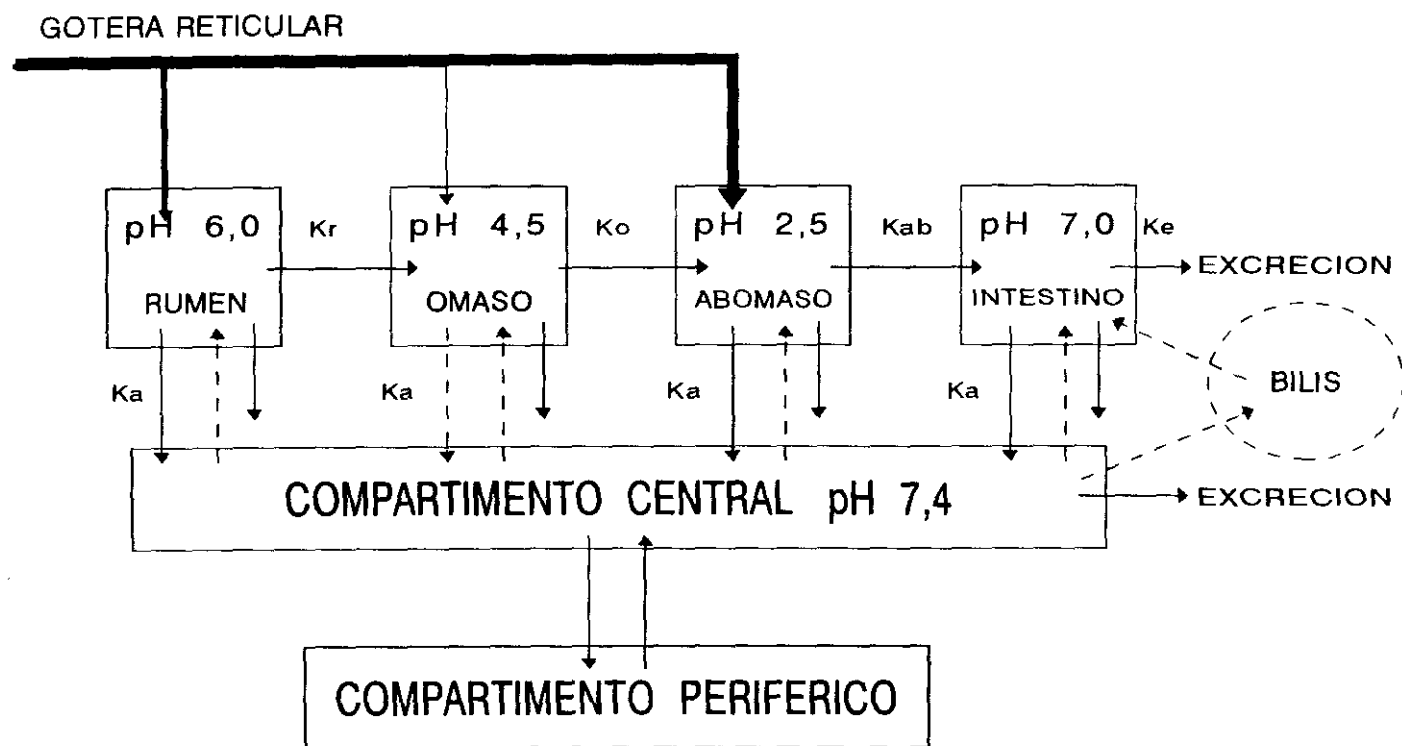 GOTERA RETICULAR
pH 6,0 Kr pH 4,5 Ko pH 2,5 Kab pH 7,0 Ke
EXCRECION
RUMEN OMASO ABOMASO INTESTINO
BILIS
Ka Ka Ka Ka
COMPARTIMENTO CENTRAL pH 7,4 EXCRECION
COMPARTIMENTO PERIFERICO